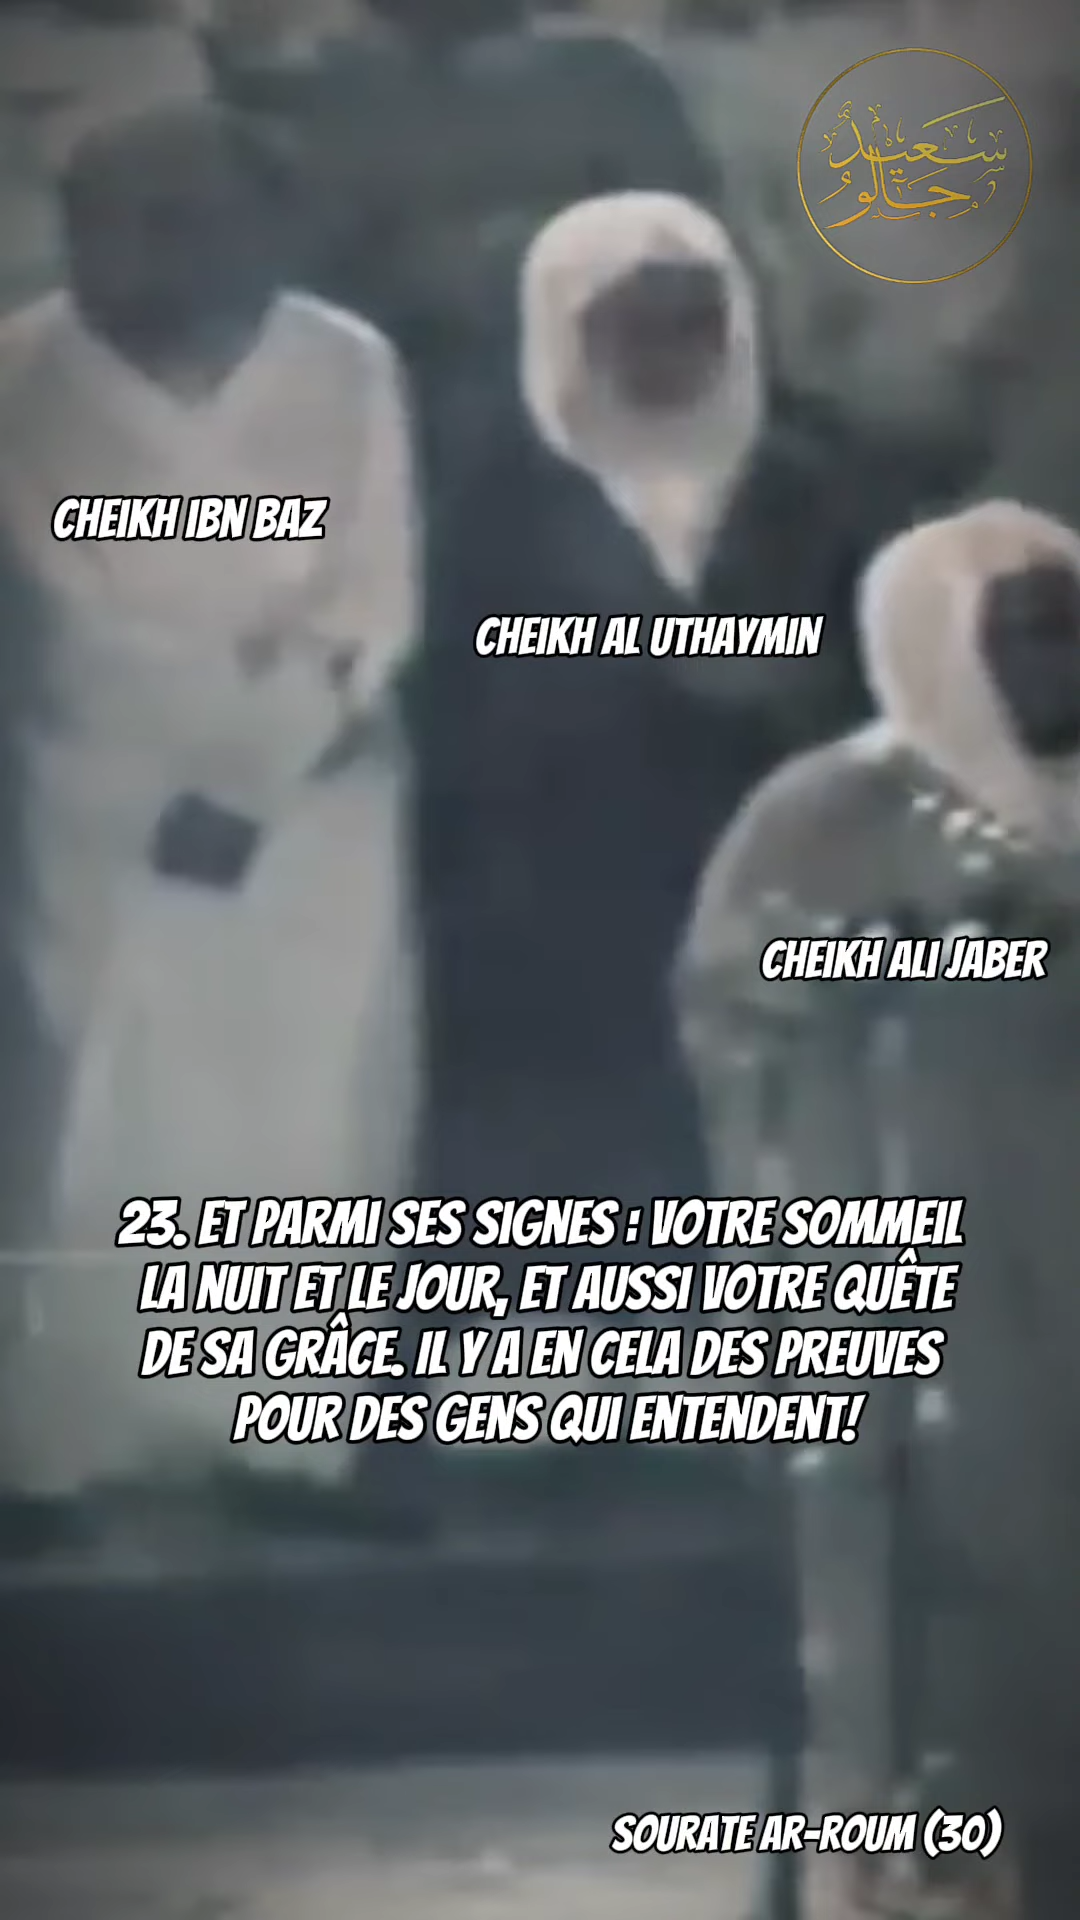 سعيد
جالو
CHEIKH IBN BAZ
CHEIKH AL UTHAYMIN
CHEIKH ALI JABER
23. ET PARMI SES SIGNES : VOTRE SOMMEIL
LA NUIT ET LE JOUR, ET AUSSI VOTRE QUÊTE
DE SA GRÂCE. IL Y A EN CELA DES PREUVES
POUR DES GENS QUI ENTENDENT!
SOURATE AR-ROUM (30)